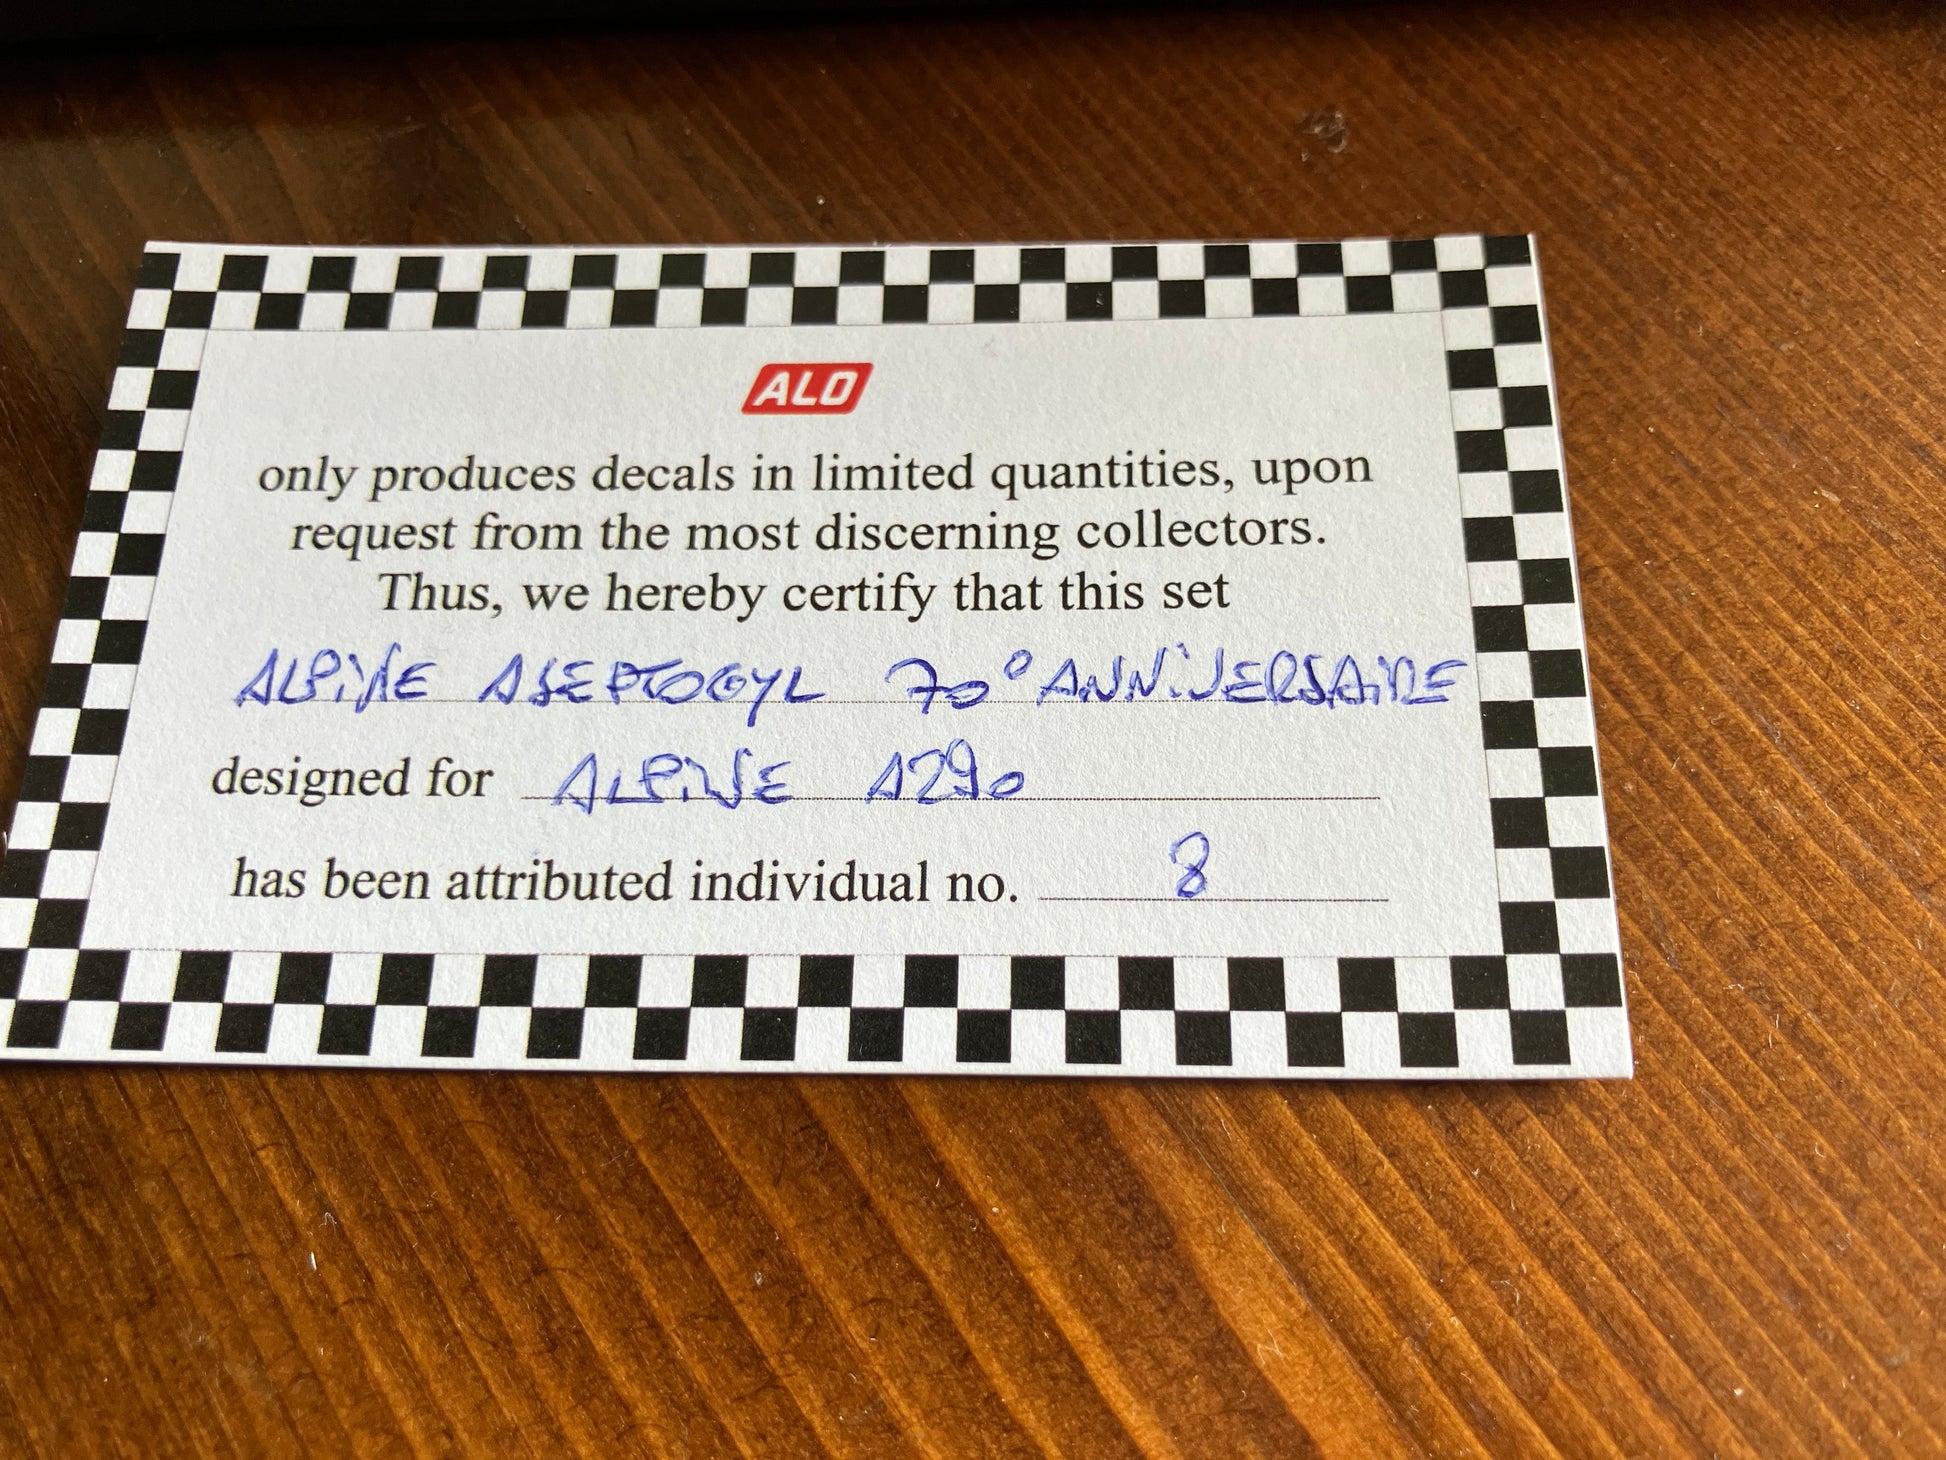 ALO
only produces decals in limited quantities, upon
request from the most discerning collectors.
Thus, we hereby certify that this set
ALPiNE ASEPTOGYL 70° ANNiVERSAiRE
designed for ALPiNE A290
has been attributed individual no. 8